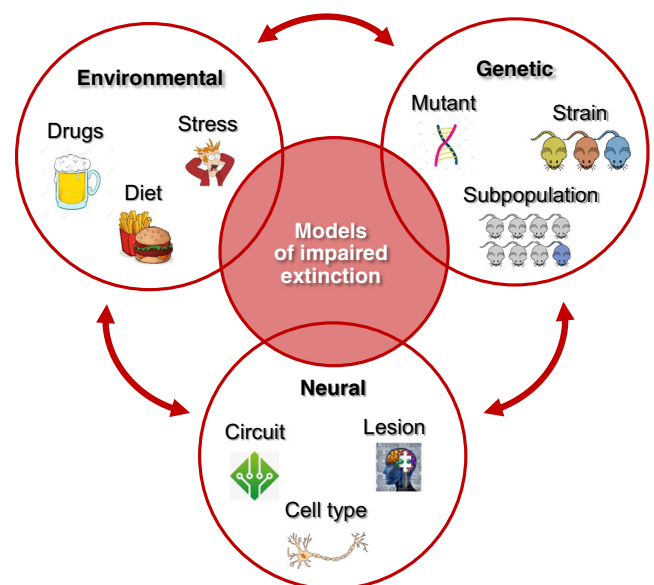 Environmental
Drugs
Stress
Diet
Genetic
Mutant
Strain
Subpopulation
Models
of impaired
extinction
Neural
Circuit
Lesion
Cell type